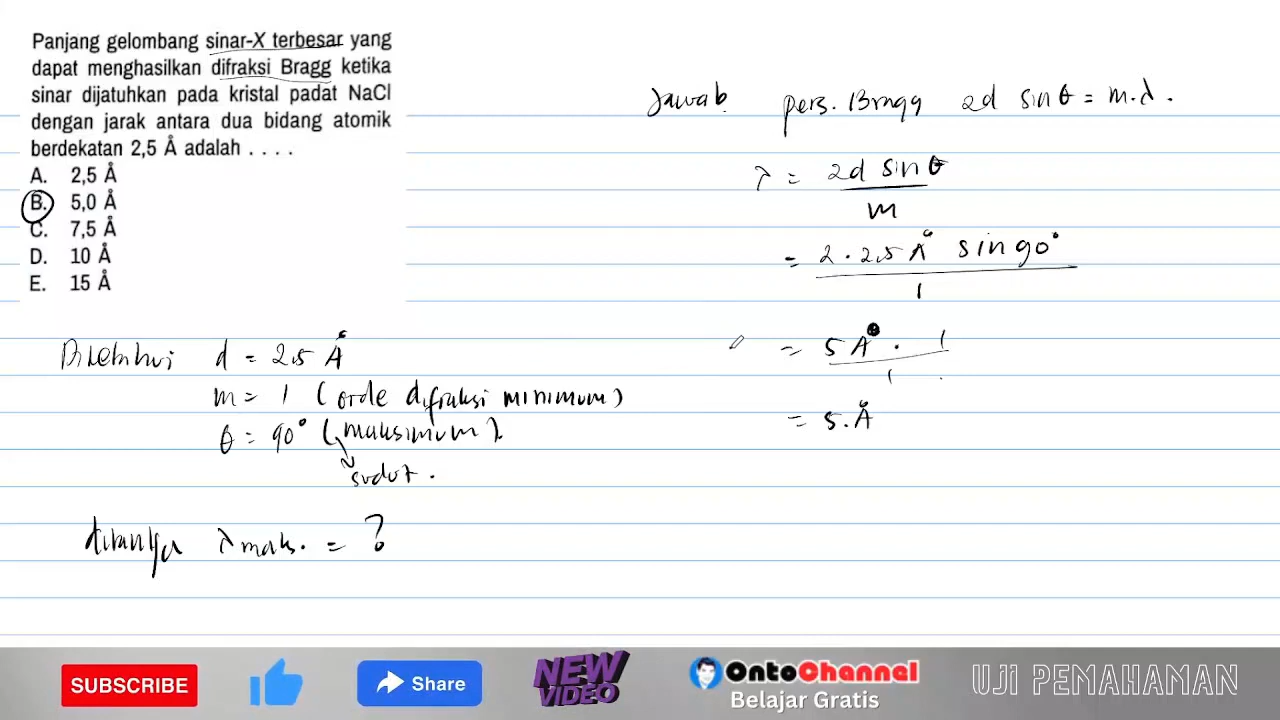 Panjang gelombang sinar-X terbesar yang
dapat menghasilkan difraksi Bragg ketika
sinar dijatuhkan pada kristal padat NaCl
dengan jarak antara dua bidang atomik
berdekatan 2,5 Å adalah . . . .
A. 2,5 Å
B. 5,0 Å
C. 7,5 Å
D. 10 Å
E. 15 Å
Diketahui d = 2.5 Å
m = 1 (orde difraksi minimum)
θ = 90° (maksimum).
sudut.
ditanya λ maks. = ?
Jawab pers. Bragg 2d sin θ = m.λ.
λ = 2d sin θ
m
= 2 . 2.5 Å sin 90°
1
= 5 Å . 1
1
= 5.Å
SUBSCRIBE
Share
NEW
VIDEO
OntoChannel
Belajar Gratis
UJI PEMAHAMAN